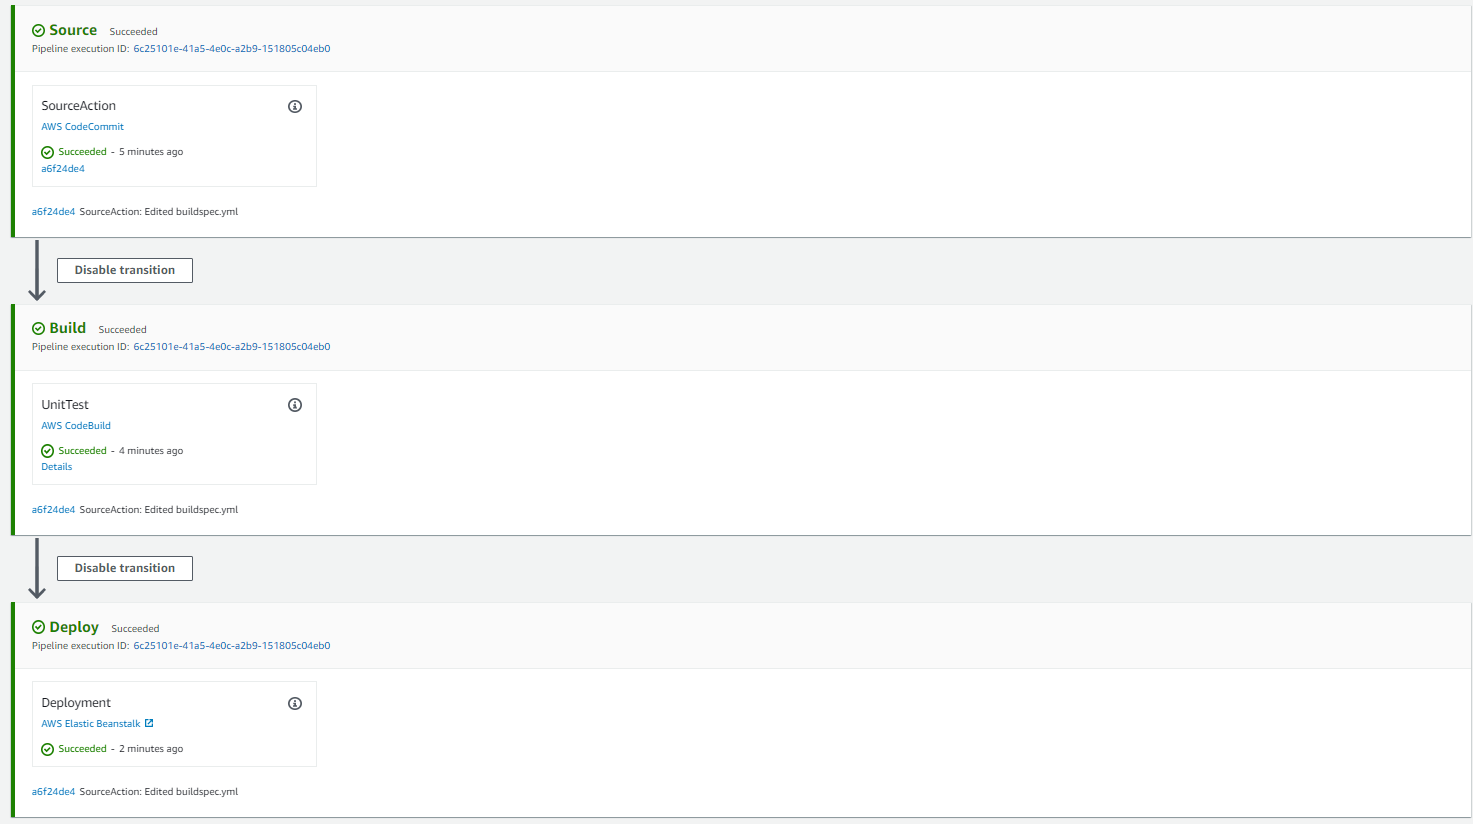 Source Succeeded
Pipeline execution ID: 6c25101e-41a5-4e0c-a2b9-151805c04eb0
SourceAction
AWS CodeCommit
Succeeded - 5 minutes ago
a6f24de4
a6f24de4 SourceAction: Edited buildspec.yml
Disable transition
Build Succeeded
Pipeline execution ID: 6c25101e-41a5-4e0c-a2b9-151805c04eb0
UnitTest
AWS CodeBuild
Succeeded - 4 minutes ago
Details
a6f24de4 SourceAction: Edited buildspec.yml
Disable transition
Deploy Succeeded
Pipeline execution ID: 6c25101e-41a5-4e0c-a2b9-151805c04eb0
Deployment
AWS Elastic Beanstalk
Succeeded - 2 minutes ago
a6f24de4 SourceAction: Edited buildspec.yml